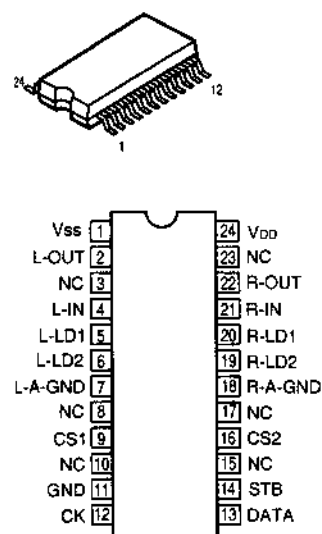 24
12
1
Vss 1 24 VDD
L-OUT 2 23 NC
NC 3 22 R-OUT
L-IN 4 21 R-IN
L-LD1 5 20 R-LD1
L-LD2 6 19 R-LD2
L-A-GND 7 18 R-A-GND
NC 8 17 NC
CS1 9 16 CS2
NC 10 15 NC
GND 11 14 STB
CK 12 13 DATA